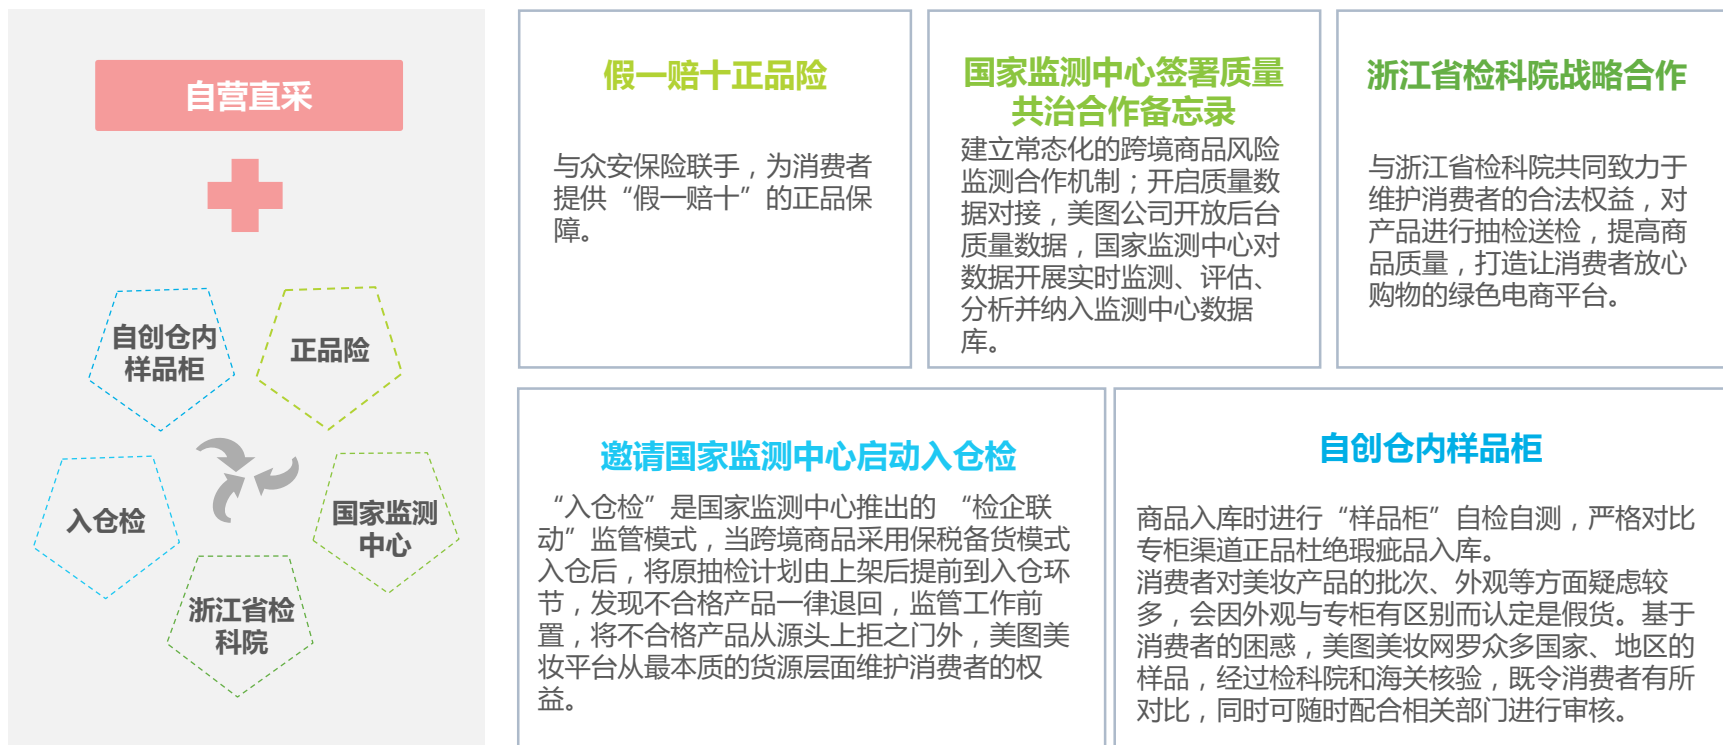 自营直采
自创仓内
样品柜
正品险
入仓检
国家监测
中心
浙江省检
科院
假一赔十正品险
与众安保险联手，为消费者
提供“假一赔十”的正品保
障。
国家监测中心签署质量
共治合作备忘录
建立常态化的跨境商品风险
监测合作机制；开启质量数
据对接，美图公司开放后台
质量数据，国家监测中心对
数据开展实时监测、评估、
分析并纳入监测中心数据
库。
浙江省检科院战略合作
与浙江省检科院共同致力于
维护消费者的合法权益，对
产品进行抽检送检，提高商
品质量，打造让消费者放心
购物的绿色电商平台。
邀请国家监测中心启动入仓检
“入仓检”是国家监测中心推出的 “检企联
动”监管模式，当跨境商品采用保税备货模式
入仓后，将原抽检计划由上架后提前到入仓环
节，发现不合格产品一律退回，监管工作前
置，将不合格产品从源头上拒之门外，美图美
妆平台从最本质的货源层面维护消费者的权
益。
自创仓内样品柜
商品入库时进行“样品柜”自检自测，严格对比
专柜渠道正品杜绝瑕疵品入库。
消费者对美妆产品的批次、外观等方面疑虑较
多，会因外观与专柜有区别而认定是假货。基于
消费者的困惑，美图美妆网罗众多国家、地区的
样品，经过检科院和海关核验，既令消费者有所
对比，同时可随时配合相关部门进行审核。